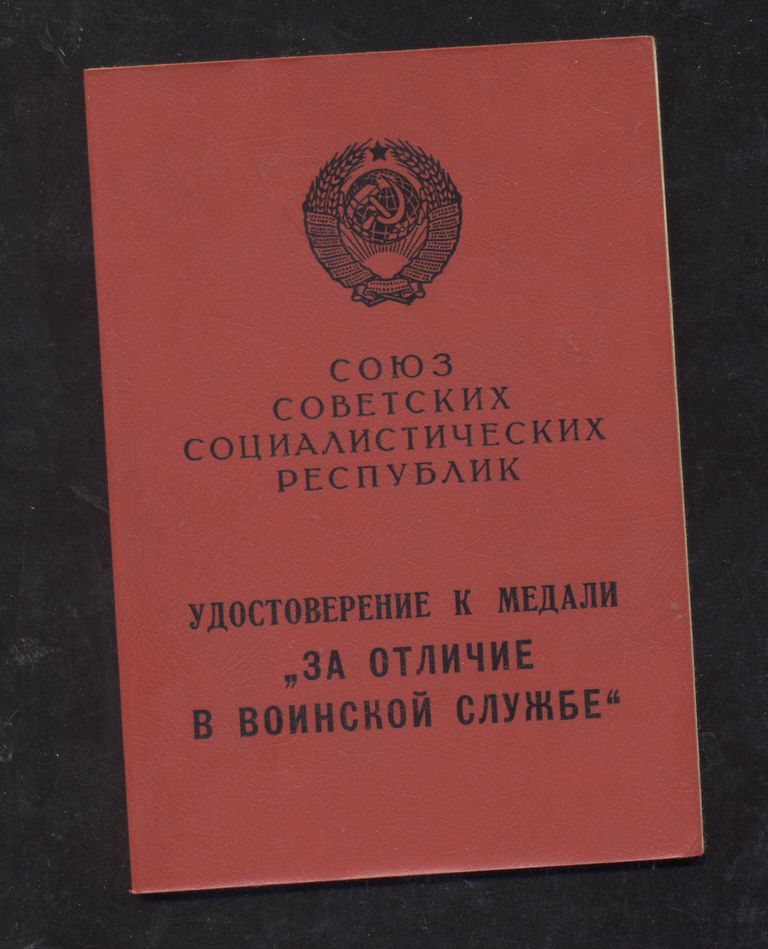 СОЮЗ
СОВЕТСКИХ
СОЦИАЛИСТИЧЕСКИХ
РЕСПУБЛИК
УДОСТОВЕРЕНИЕ К МЕДАЛИ
„ЗА ОТЛИЧИЕ
В ВОИНСКОЙ СЛУЖБЕ“